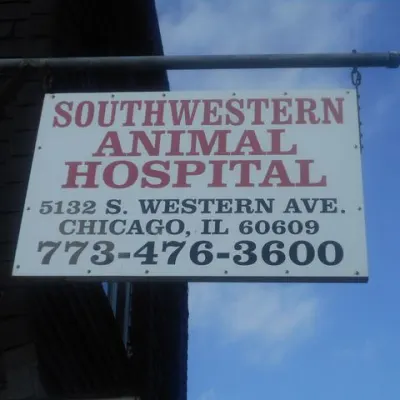 SOUTHWESTERN
ANIMAL
HOSPITAL
5132 S. WESTERN AVE.
CHICAGO, IL 60609
773-476-3600